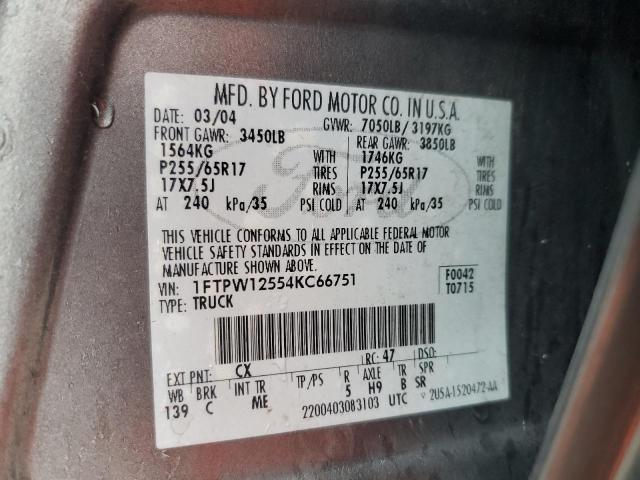 MFD. BY FORD MOTOR CO. IN U.S.A.
DATE: 03/04 GVWR: 7050LB/ 3197KG
FRONT GAWR: 3450LB REAR GAWR: 3850LB
1564KG WITH 1746KG WITH
P255/65R17 TIRES P255/65R17 TIRES
17X7.5J RIMS 17X7.5J RIMS
AT 240 kPa/35 PSI COLD AT 240 kPa/35 PSI COLD
Ford
THIS VEHICLE CONFORMS TO ALL APPLICABLE FEDERAL MOTOR
VEHICLE SAFETY STANDARDS IN EFFECT ON THE DATE OF
MANUFACTURE SHOWN ABOVE.
VIN: 1FTPW12554KC66751 F0042
TYPE: TRUCK T0715
EXT PNT: CX RC: 47 DSO:
WB BRK INT TR TP/PS R AXLE TR SPR
139 C ME 5 H9 B SR
2200403083103 UTC 2U5A-1520472-AA